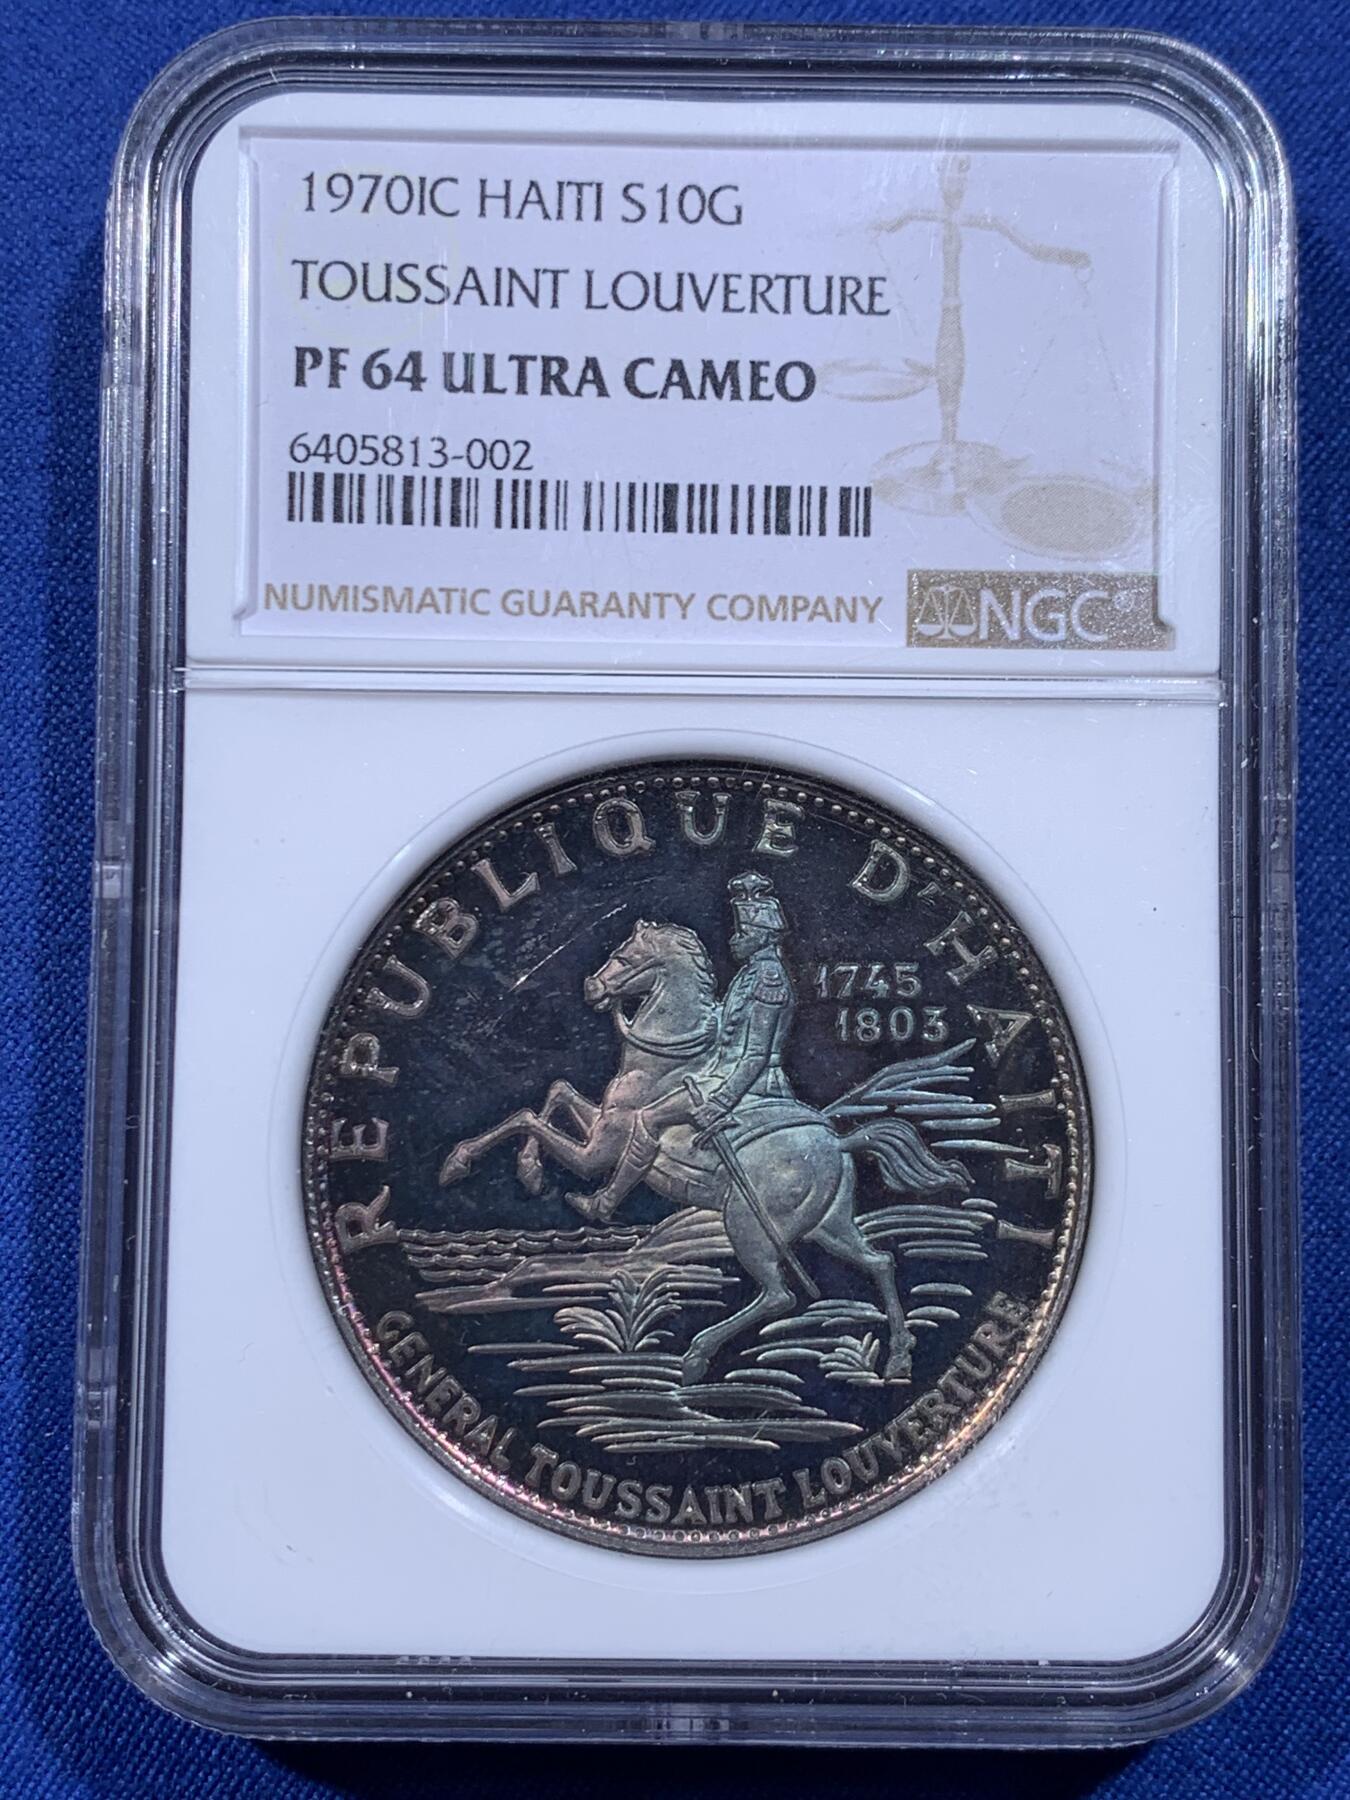 1970IC HAITI S10G
TOUSSAINT LOUVERTURE
PF 64 ULTRA CAMEO
6405813-002
NUMISMATIC GUARANTY COMPANY NGC®
REPUBLIQUE D'HAITI
1745
1803
GENERAL TOUSSAINT LOUVERTURE